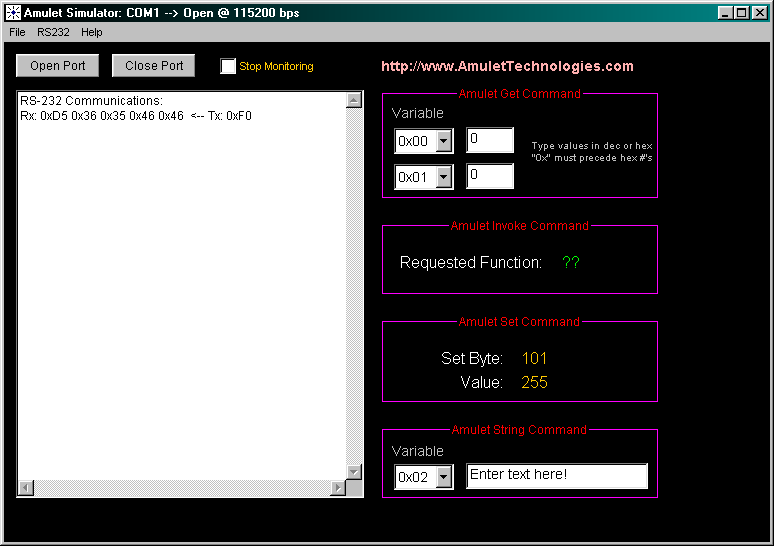 Amulet Simulator: COM1 --> Open @ 115200 bps
File RS232 Help
Open Port Close Port Stop Monitoring http://www.AmuletTechnologies.com
RS-232 Communications:
Rx: 0xD5 0x36 0x35 0x46 0x46 <-- Tx: 0xF0
Amulet Get Command
Variable
0x00 0
Type values in dec or hex
"0x" must precede hex #'s
0x01 0
Amulet Invoke Command
Requested Function: ??
Amulet Set Command
Set Byte: 101
Value: 255
Amulet String Command
Variable
0x02 Enter text here!